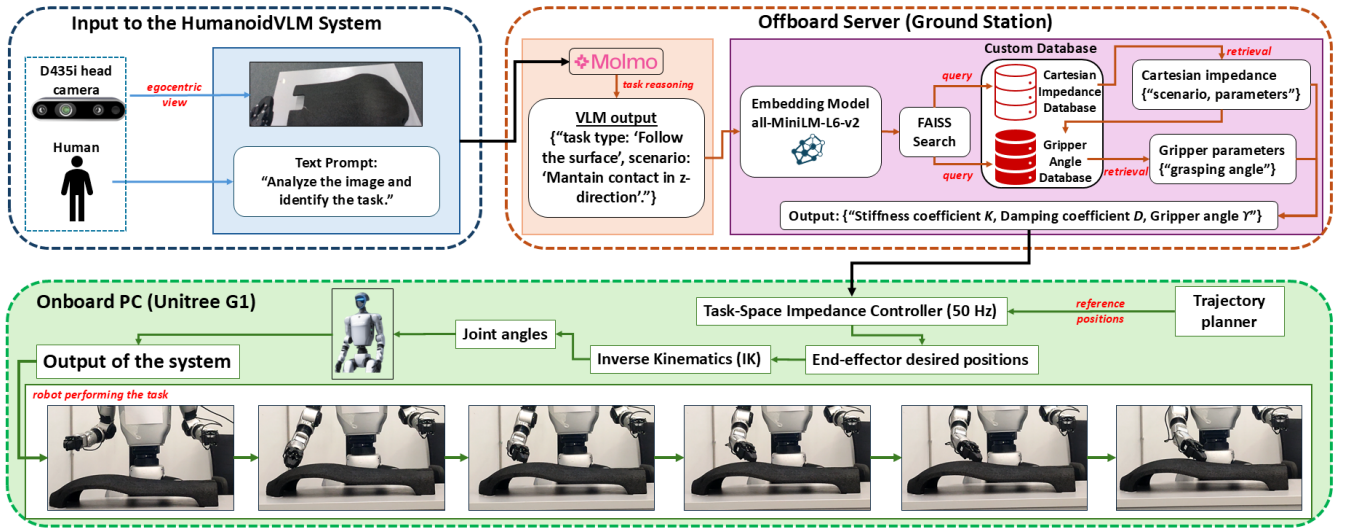 Input to the HumanoidVLM System
D435i head
camera
egocentric
view
Human
Text Prompt:
“Analyze the image and
identify the task.”
Offboard Server (Ground Station)
Molmo
task reasoning
VLM output
{“task type: ‘Follow
the surface’, scenario:
‘Mantain contact in z-
direction’.”}
Embedding Model
all-MiniLM-L6-v2
FAISS
Search
query
query
Custom Database
Cartesian
Impedance
Database
Gripper
Angle
Database
retrieval
retrieval
Cartesian impedance
{“scenario, parameters”}
Gripper parameters
{“grasping angle”}
Output: {“Stiffness coefficient K, Damping coefficient D, Gripper angle ϒ”}
Onboard PC (Unitree G1)
Task-Space Impedance Controller (50 Hz)
reference
positions
Trajectory
planner
End-effector desired positions
Inverse Kinematics (IK)
Joint angles
Output of the system
robot performing the task